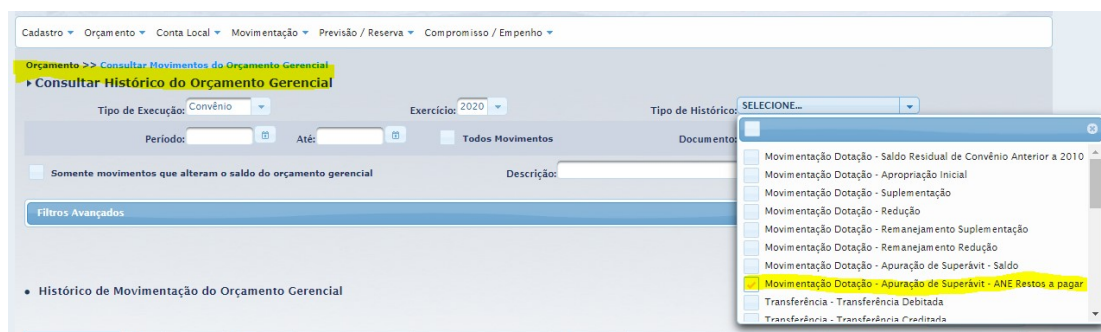 Cadastro Orçamento Conta Local Movimentação Previsão / Reserva Compromisso / Empenho
Orçamento >> Consultar Movimentos do Orçamento Gerencial
Consultar Histórico do Orçamento Gerencial
Tipo de Execução: Convênio Exercício: 2020 Tipo de Histórico: SELECIONE...
Período: Até: Todos Movimentos Documento:
Somente movimentos que alteram o saldo do orçamento gerencial Descrição:
Filtros Avançados
Movimentação Dotação - Saldo Residual de Convênio Anterior a 2010
Movimentação Dotação - Apropriação Inicial
Movimentação Dotação - Suplementação
Movimentação Dotação - Redução
Movimentação Dotação - Remanejamento Suplementação
Movimentação Dotação - Remanejamento Redução
Movimentação Dotação - Apuração de Superávit - Saldo
Movimentação Dotação - Apuração de Superávit - ANE Restos a pagar
Transferência - Transferência Debitada
Transferência - Transferência Creditada
• Histórico de Movimentação do Orçamento Gerencial